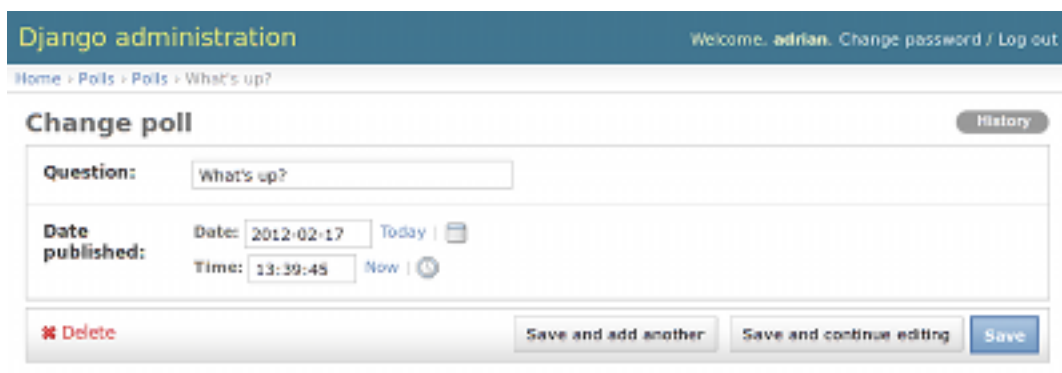 Django administration
Welcome, adrian. Change password / Log out
Home › Polls › Polls › What's up?
Change poll
History
Question: What's up?
Date published:
Date: 2012-02-17 Today |
Time: 13:39:45 Now |
Delete
Save and add another
Save and continue editing
Save